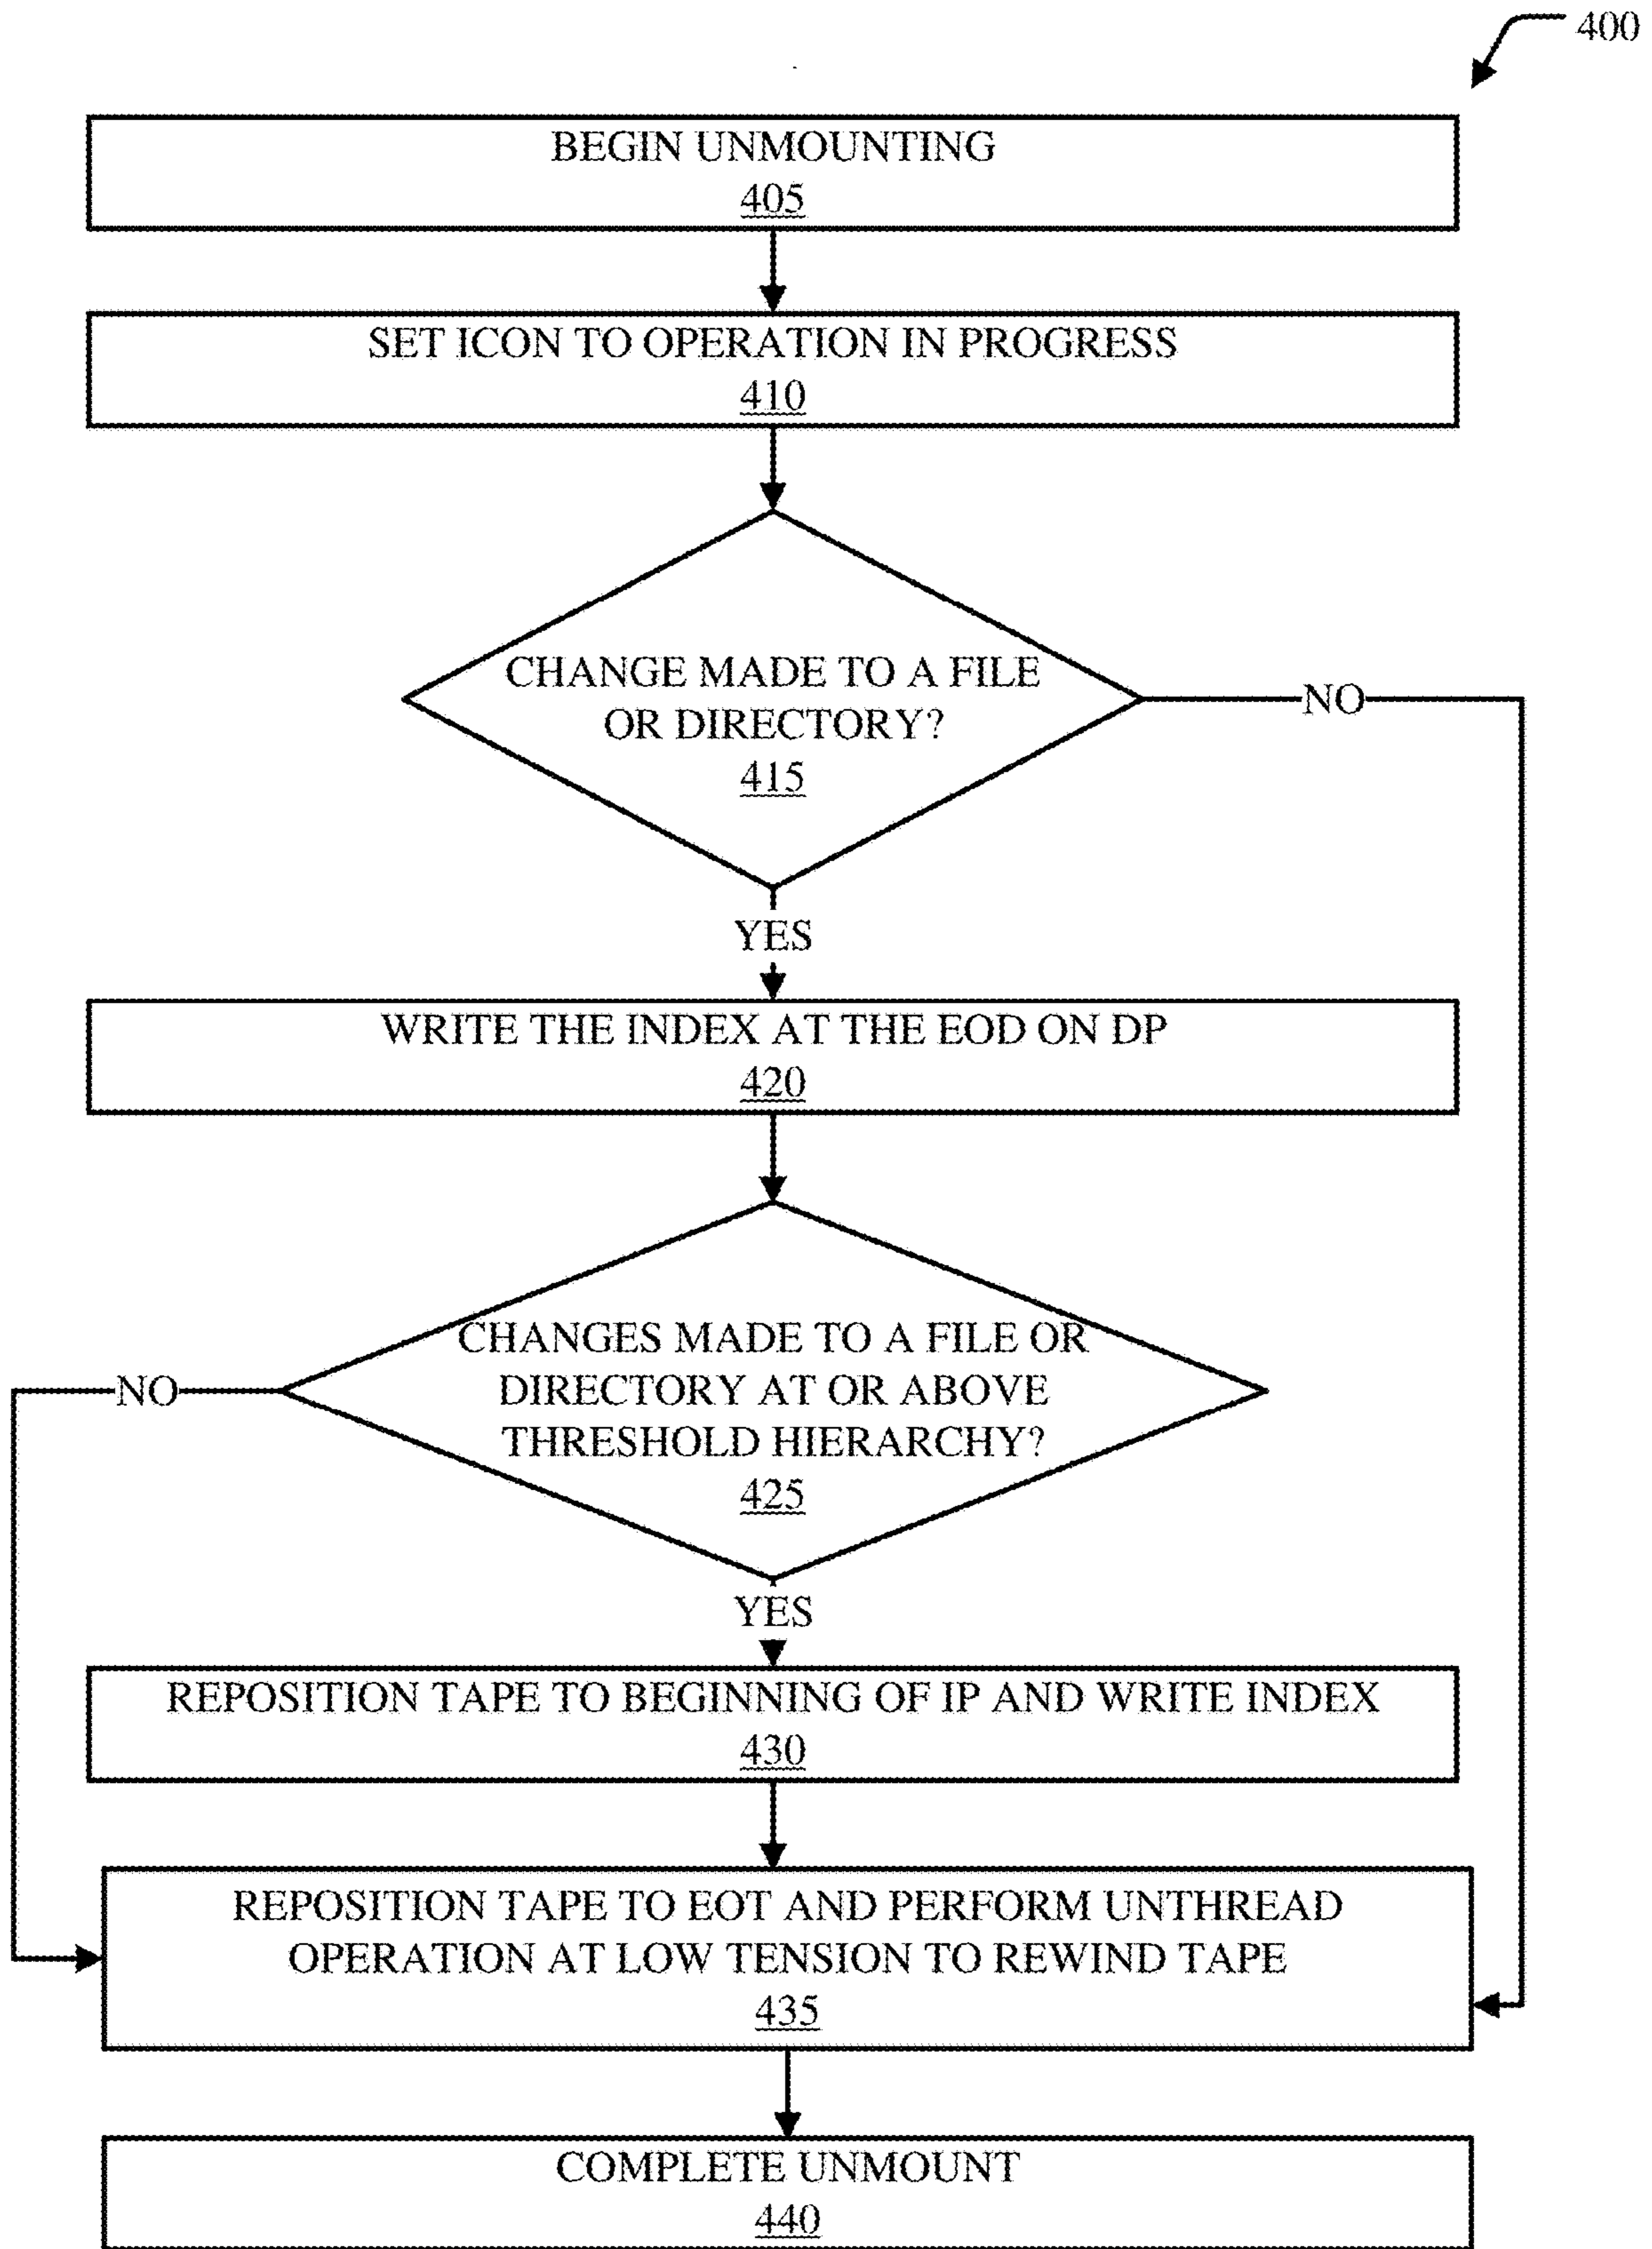 400
BEGIN UNMOUNTING
405
SET ICON TO OPERATION IN PROGRESS
410
CHANGE MADE TO A FILE
OR DIRECTORY?
415
NO
YES
WRITE THE INDEX AT THE EOD ON DP
420
CHANGES MADE TO A FILE OR
DIRECTORY AT OR ABOVE
THRESHOLD HIERARCHY?
425
NO
YES
REPOSITION TAPE TO BEGINNING OF IP AND WRITE INDEX
430
REPOSITION TAPE TO EOT AND PERFORM UNTHREAD
OPERATION AT LOW TENSION TO REWIND TAPE
435
COMPLETE UNMOUNT
440